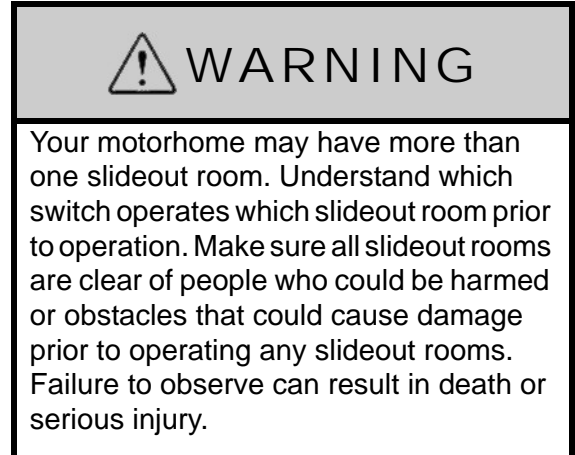 WARNING
Your motorhome may have more than
one slideout room. Understand which
switch operates which slideout room prior
to operation. Make sure all slideout rooms
are clear of people who could be harmed
or obstacles that could cause damage
prior to operating any slideout rooms.
Failure to observe can result in death or
serious injury.